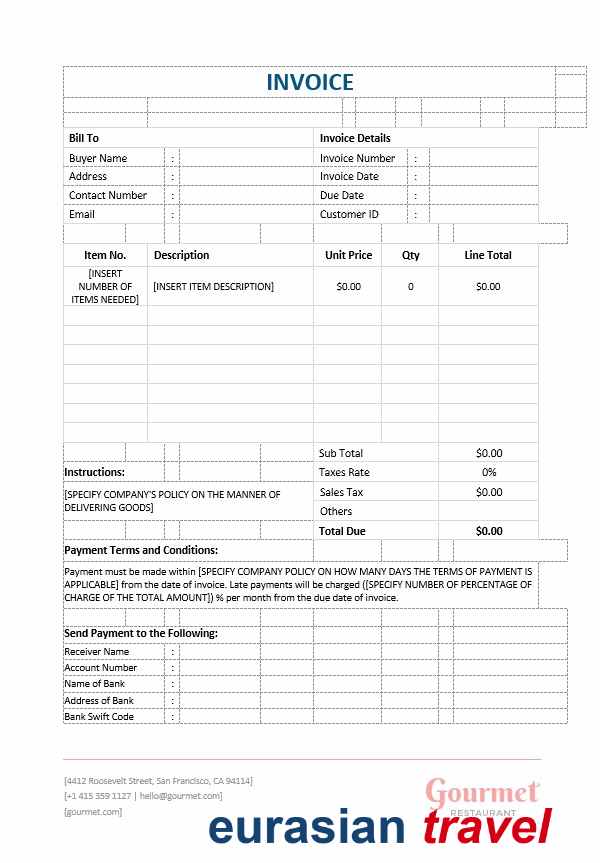 INVOICE
Bill To Invoice Details
Buyer Name : Invoice Number :
Address : Invoice Date :
Contact Number : Due Date :
Email : Customer ID :
Item No. Description Unit Price Qty Line Total
[INSERT
NUMBER OF
ITEMS NEEDED] [INSERT ITEM DESCRIPTION] $0.00 0 $0.00
Sub Total $0.00
Instructions: Taxes Rate 0%
[SPECIFY COMPANY'S POLICY ON THE MANNER OF
DELIVERING GOODS] Sales Tax $0.00
Others
Total Due $0.00
Payment Terms and Conditions:
Payment must be made within [SPECIFY COMPANY POLICY ON HOW MANY DAYS THE TERMS OF PAYMENT IS
APPLICABLE] from the date of invoice. Late payments will be charged ([SPECIFY NUMBER OF PERCENTAGE OF
CHARGE OF THE TOTAL AMOUNT]) % per month from the due date of invoice.
Send Payment to the Following:
Receiver Name :
Account Number :
Name of Bank :
Address of Bank :
Bank Swift Code :
[4412 Roosevelt Street, San Francisco, CA 94114]
[+1 415 359 1127 | hello@gourmet.com]
[gourmet.com]
Gourmet
RESTAURANT
eurasian travel